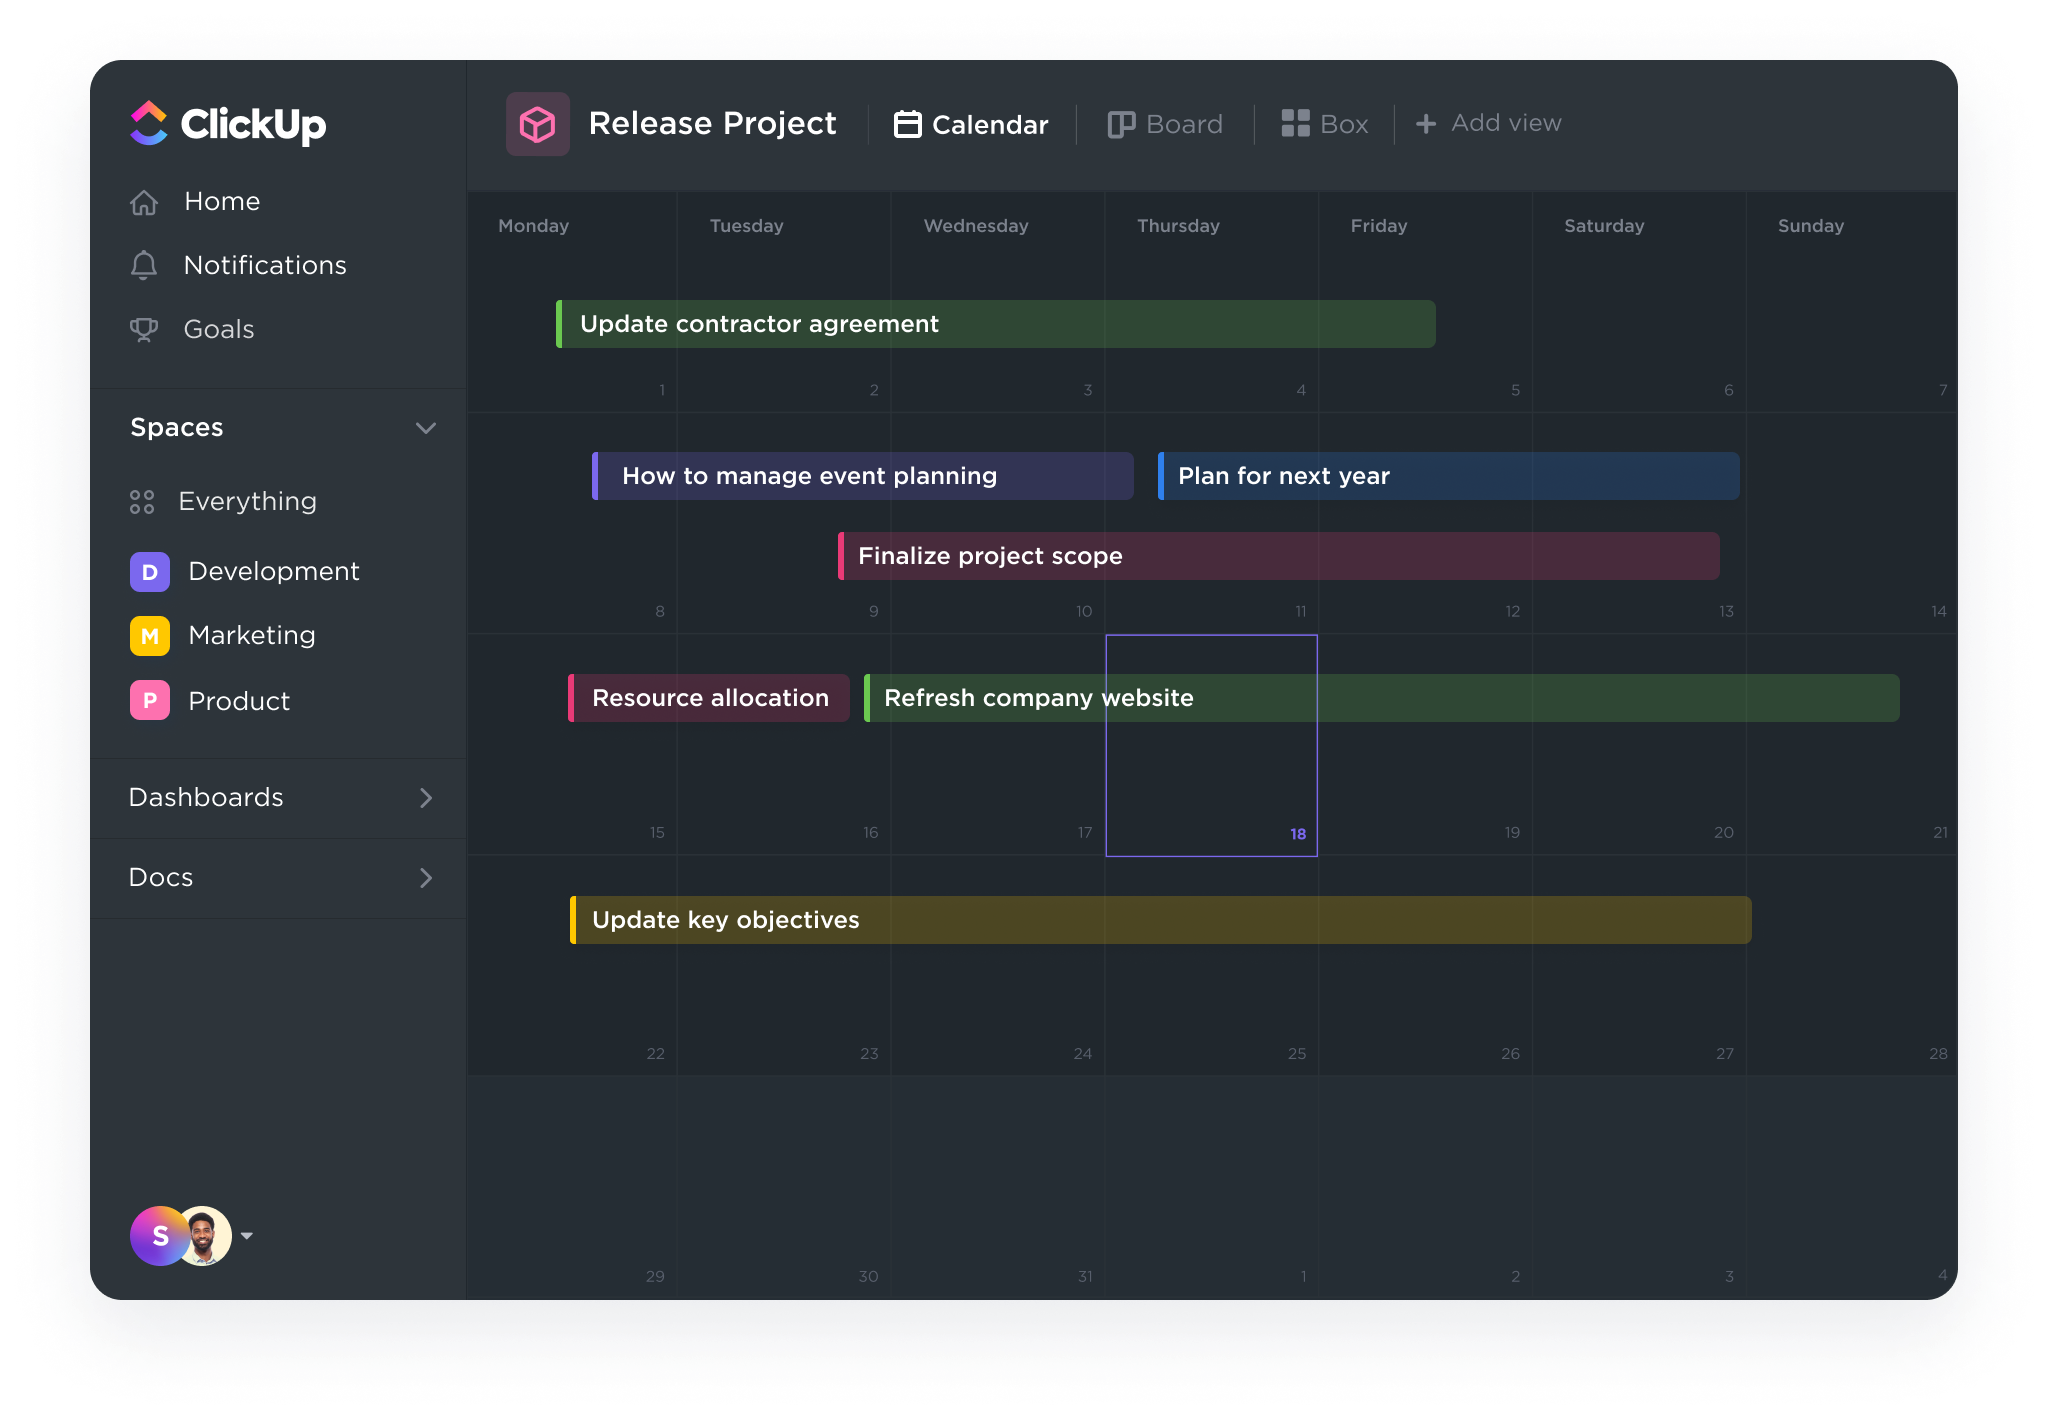 ClickUp
Home
Notifications
Goals
Spaces
Everything
D Development
M Marketing
P Product
Dashboards
Docs
S
Release Project Calendar Board Box + Add view
Monday Tuesday Wednesday Thursday Friday Saturday Sunday
Update contractor agreement
1 2 3 4 5 6 7
How to manage event planning Plan for next year
Finalize project scope
8 9 10 11 12 13 14
Resource allocation Refresh company website
15 16 17 18 19 20 21
Update key objectives
22 23 24 25 26 27 28
29 30 31 1 2 3 4